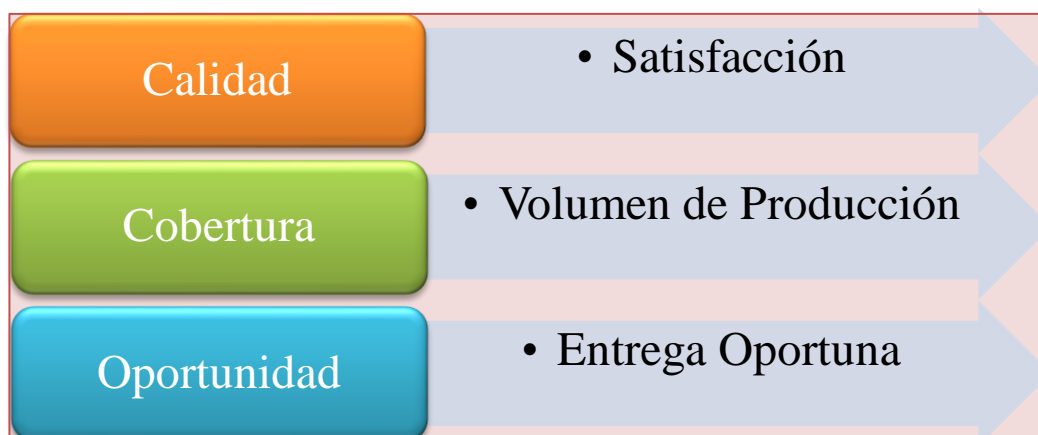 Calidad
• Satisfacción
Cobertura
• Volumen de Producción
Oportunidad
• Entrega Oportuna